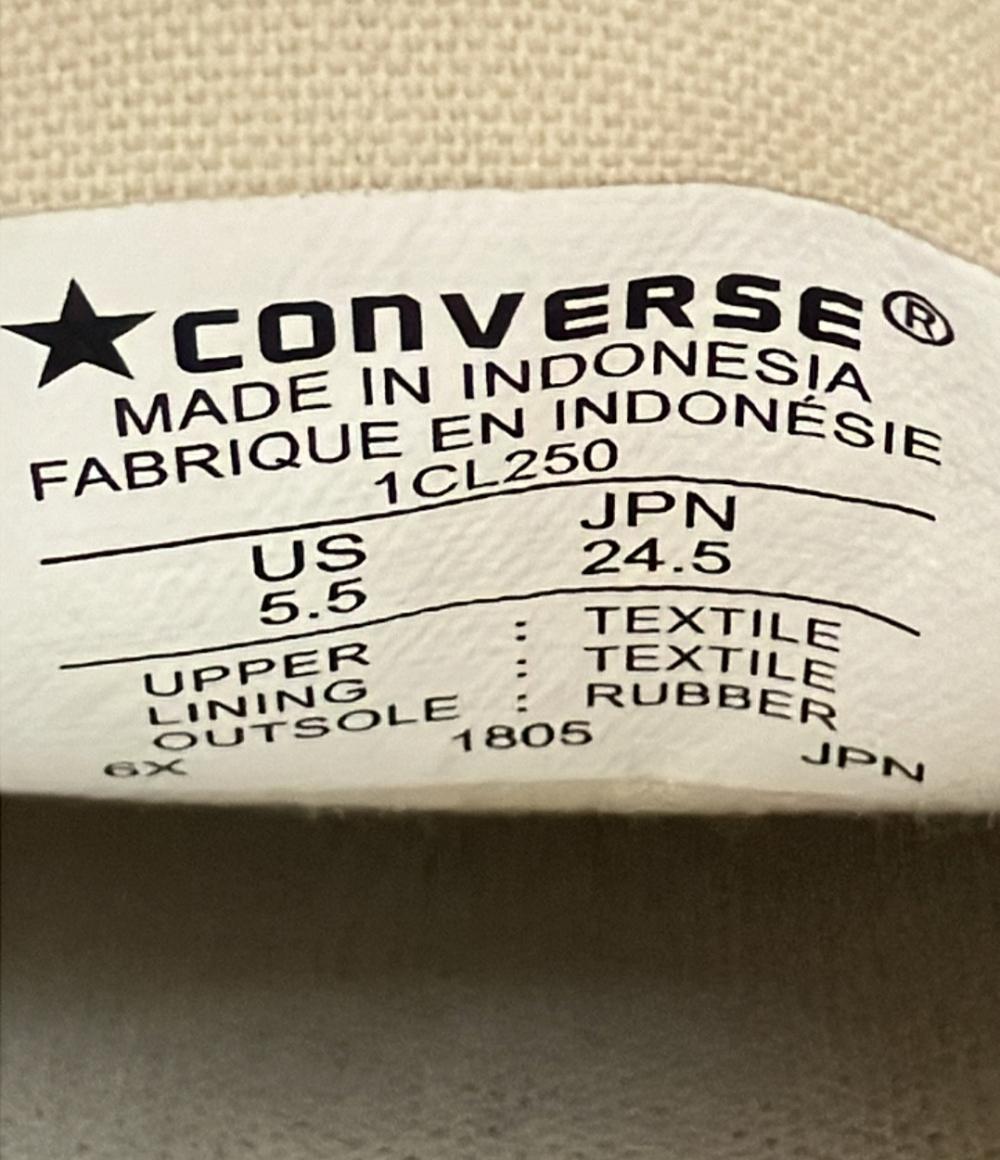 ★CONVERSE®
MADE IN INDONESIA
FABRIQUE EN INDONÉSIE
1CL250
US JPN
5.5 24.5
UPPER : TEXTILE
LINING : TEXTILE
OUTSOLE : RUBBER
6X 1805 JPN